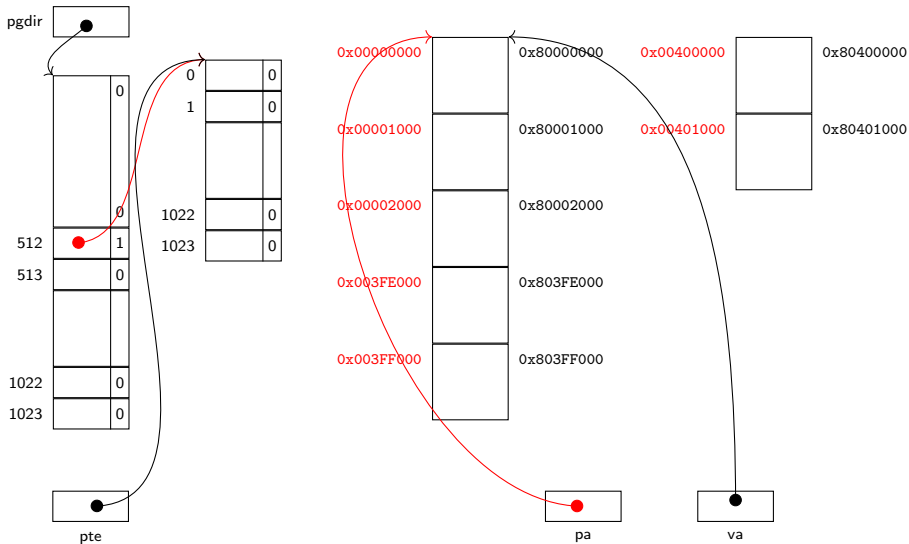 pgdir
0
0
512 1
513 0
1022 0
1023 0
pte
0 0
1 0
1022 0
1023 0
0x00000000 0x80000000
0x00001000 0x80001000
0x00002000 0x80002000
0x003FE000 0x803FE000
0x003FF000 0x803FF000
0x00400000 0x80400000
0x00401000 0x80401000
pa
va